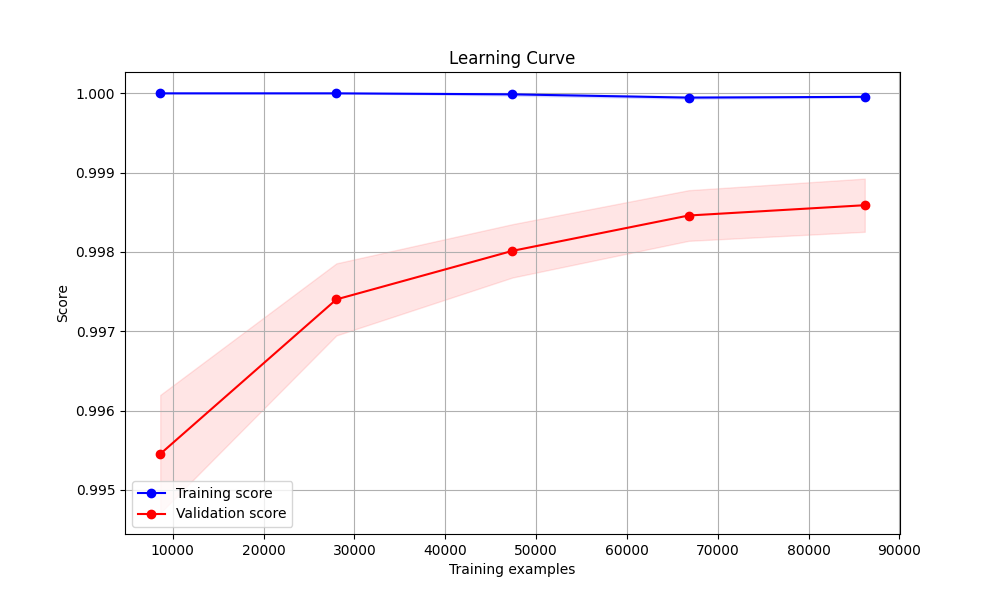 Learning Curve
1.000
0.999
0.998
0.997
0.996
0.995
Score
Training score
Validation score
10000 20000 30000 40000 50000 60000 70000 80000 90000
Training examples